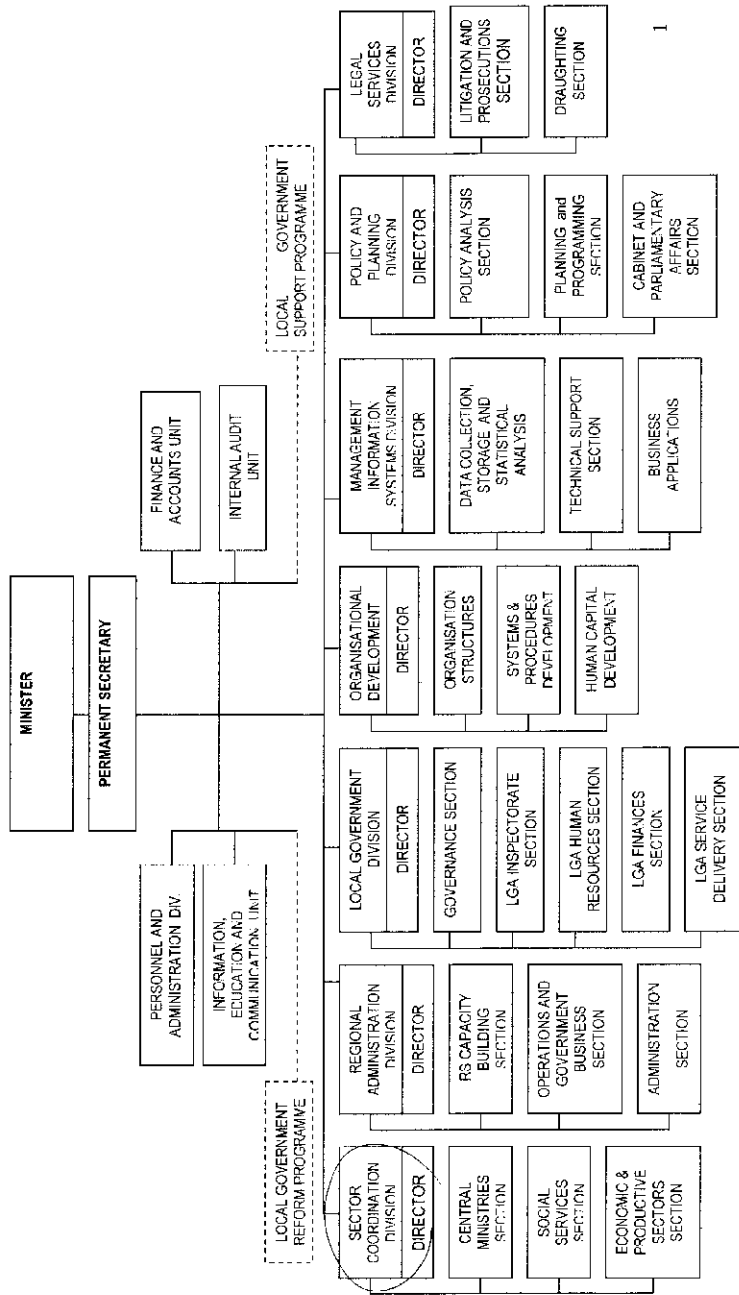 MINISTER
PERMANENT SECRETARY
PERSONNEL AND
ADMINISTRATION DIV.
INFORMATION,
EDUCATION AND
COMMUNICATION UNIT
FINANCE AND
ACCOUNTS UNIT
INTERNAL AUDIT
UNIT
LOCAL GOVERNMENT
REFORM PROGRAMME
LOCAL GOVERNMENT
SUPPORT PROGRAMME
SECTOR
COORDINATION
DIVISION
DIRECTOR
CENTRAL
MINISTRIES
SECTION
SOCIAL
SERVICES
SECTION
ECONOMIC &
PRODUCTIVE
SECTORS
SECTION
REGIONAL
ADMINISTRATION
DIVISION
DIRECTOR
RS CAPACITY
BUILDING
SECTION
OPERATIONS AND
GOVERNMENT
BUSINESS
SECTION
ADMINISTRATION
SECTION
LOCAL GOVERNMENT
DIVISION
DIRECTOR
GOVERNANCE SECTION
LGA INSPECTORATE
SECTION
LGA HUMAN
RESOURCES SECTION
LGA FINANCES
SECTION
LGA SERVICE
DELIVERY SECTION
ORGANISATIONAL
DEVELOPMENT
DIRECTOR
ORGANISATION
STRUCTURES
SYSTEMS &
PROCEDURES
DEVELOPMENT
HUMAN CAPITAL
DEVELOPMENT
MANAGEMENT
INFORMATION
SYSTEMS DIVISION
DIRECTOR
DATA COLLECTION,
STORAGE AND
STATISTICAL
ANALYSIS
TECHNICAL SUPPORT
SECTION
BUSINESS
APPLICATIONS
POLICY AND
PLANNING
DIVISION
DIRECTOR
POLICY ANALYSIS
SECTION
PLANNING and
PROGRAMMING
SECTION
CABINET AND
PARLIAMENTARY
AFFAIRS
SECTION
LEGAL
SERVICES
DIVISION
DIRECTOR
LITIGATION AND
PROSECUTIONS
SECTION
DRAUGHTING
SECTION
1